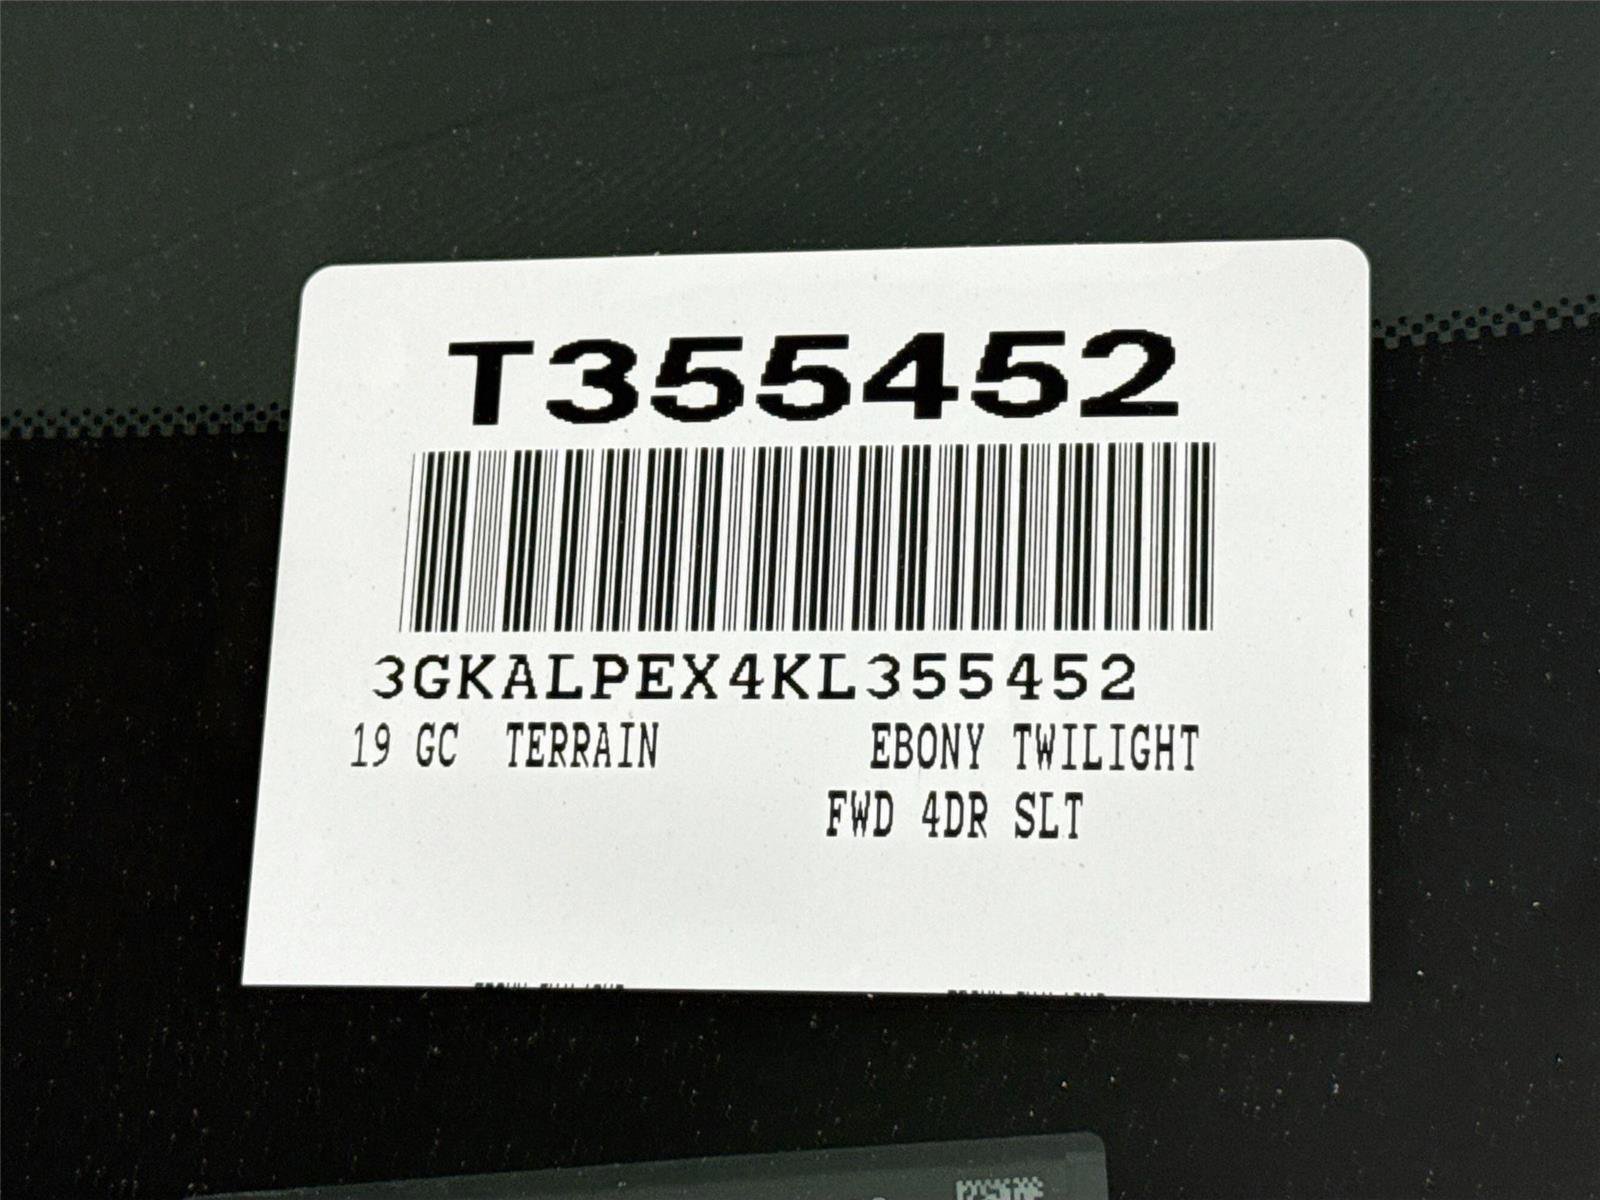 T355452
3GKALPEX4KL355452
19 GC TERRAIN EBONY TWILIGHT
FWD 4DR SLT